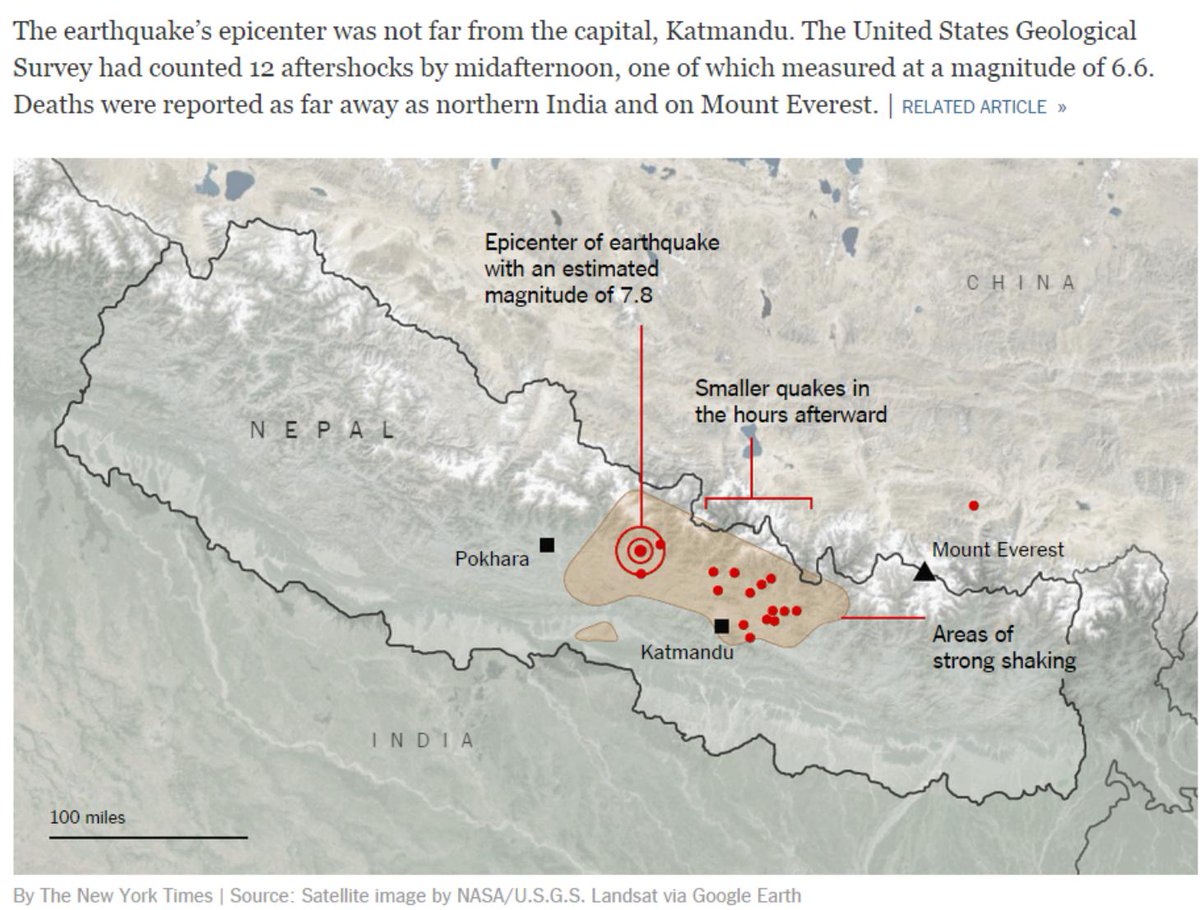 The earthquake’s epicenter was not far from the capital, Katmandu. The United States Geological
Survey had counted 12 aftershocks by midafternoon, one of which measured at a magnitude of 6.6.
Deaths were reported as far away as northern India and on Mount Everest. | RELATED ARTICLE »
Epicenter of earthquake
with an estimated
magnitude of 7.8
CHINA
Smaller quakes in
the hours afterward
NEPAL
Pokhara
Mount Everest
Katmandu
Areas of
strong shaking
INDIA
100 miles
By The New York Times | Source: Satellite image by NASA/U.S.G.S. Landsat via Google Earth